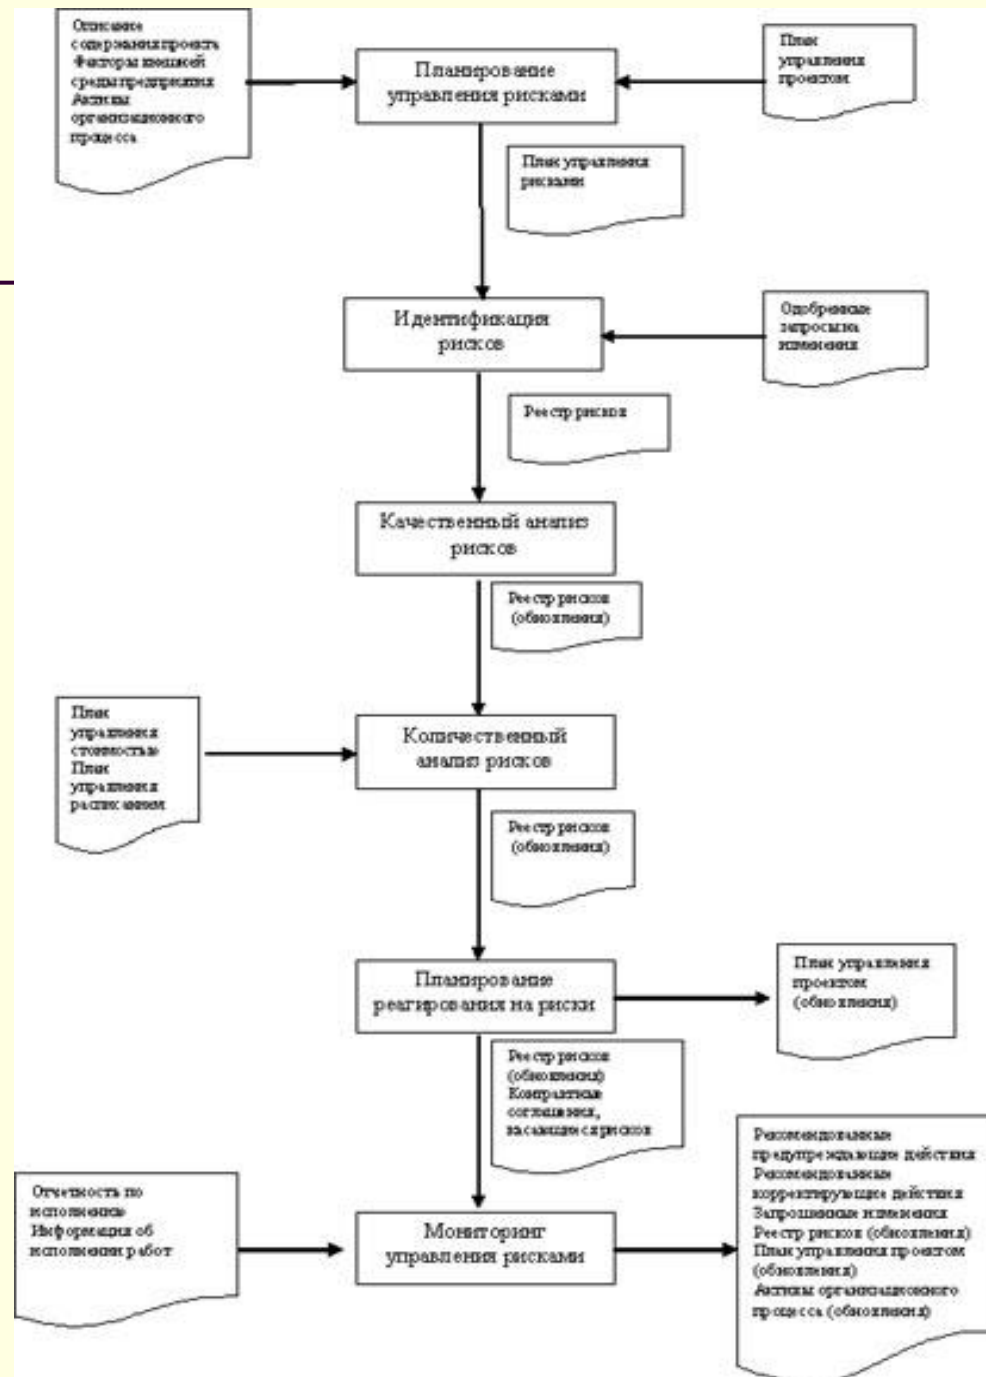 Описание
содержания проекта
Факторы внешней
среды предприятия
Активы
организационного
процесса
Планирование
управления рисками
План
управления
проектом
План управления
рисками
Идентификация
рисков
Одобренные
запросы на
изменения
Реестр рисков
Качественный анализ
рисков
Реестр рисков
(обновления)
План
управления
стоимостью
План
управления
расписанием
Количественный
анализ рисков
Реестр рисков
(обновления)
Планирование
реагирования на риски
План управления
проектом
(обновления)
Реестр рисков
(обновления)
Контрактные
соглашения,
касающиеся рисков
Отчетность по
исполнению
Информация об
исполнении работ
Мониторинг
управления рисками
Рекомендованные
предупреждающие действия
Рекомендованные
корректирующие действия
Запрошенные изменения
Реестр рисков (обновления)
План управления проектом
(обновления)
Активы организационного
процесса (обновления)